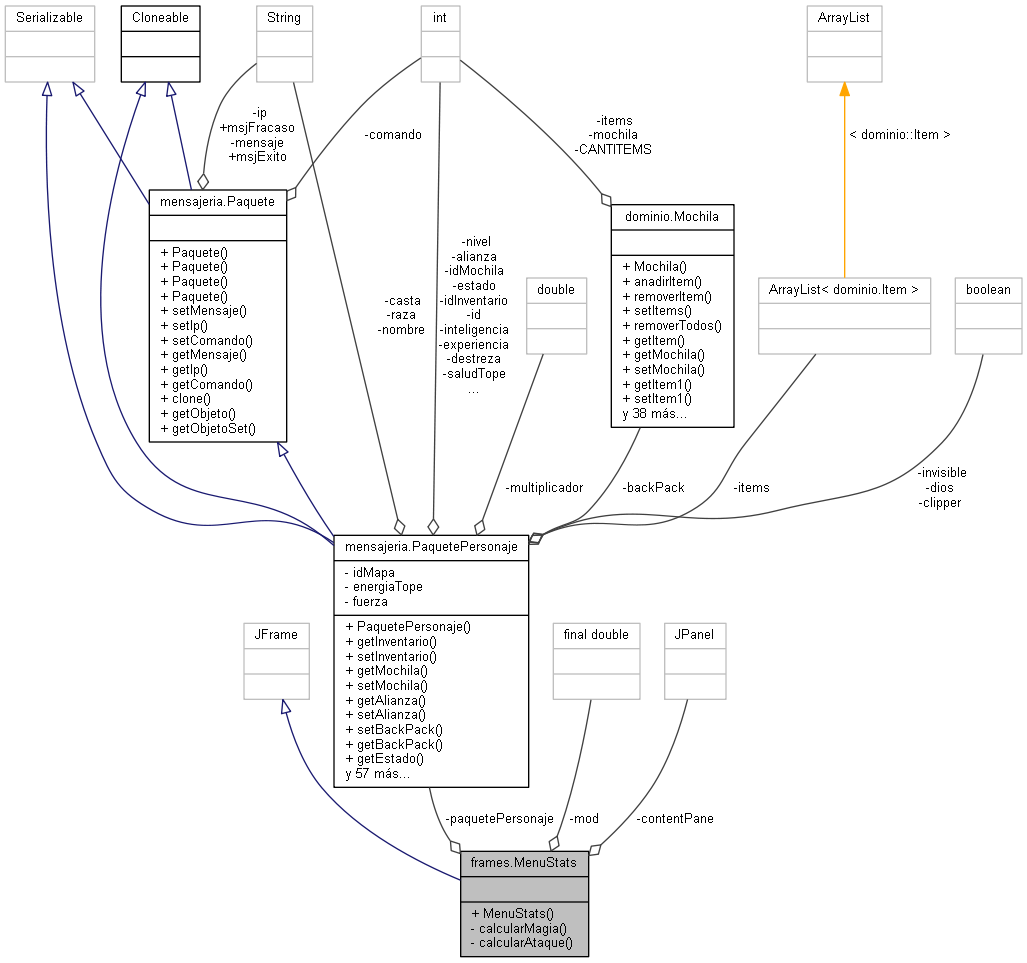 Serializable
Cloneable
String
int
ArrayList
-ip
+msjFracaso
-mensaje
+msjExito
-comando
-items
-mochila
-CANTITEMS
< dominio::Item >
mensajeria.Paquete
+ Paquete()
+ Paquete()
+ Paquete()
+ Paquete()
+ setMensaje()
+ setIp()
+ setComando()
+ getMensaje()
+ getIp()
+ getComando()
+ clone()
+ getObjeto()
+ getObjetoSet()
-casta
-raza
-nombre
-nivel
-alianza
-idMochila
-estado
-idInventario
-id
-inteligencia
-experiencia
-destreza
-saludTope
...
double
dominio.Mochila
+ Mochila()
+ anadirItem()
+ removerItem()
+ setItems()
+ removerTodos()
+ getItem()
+ getMochila()
+ setMochila()
+ getItem1()
+ setItem1()
y 38 más...
ArrayList< dominio.Item >
boolean
-multiplicador
-backPack
-items
-invisible
-dios
-clipper
mensajeria.PaquetePersonaje
- idMapa
- energiaTope
- fuerza
+ PaquetePersonaje()
+ getInventario()
+ setInventario()
+ getMochila()
+ setMochila()
+ getAlianza()
+ setAlianza()
+ setBackPack()
+ getBackPack()
+ getEstado()
y 57 más...
JFrame
final double
JPanel
-paquetePersonaje
-mod
-contentPane
frames.MenuStats
+ MenuStats()
- calcularMagia()
- calcularAtaque()